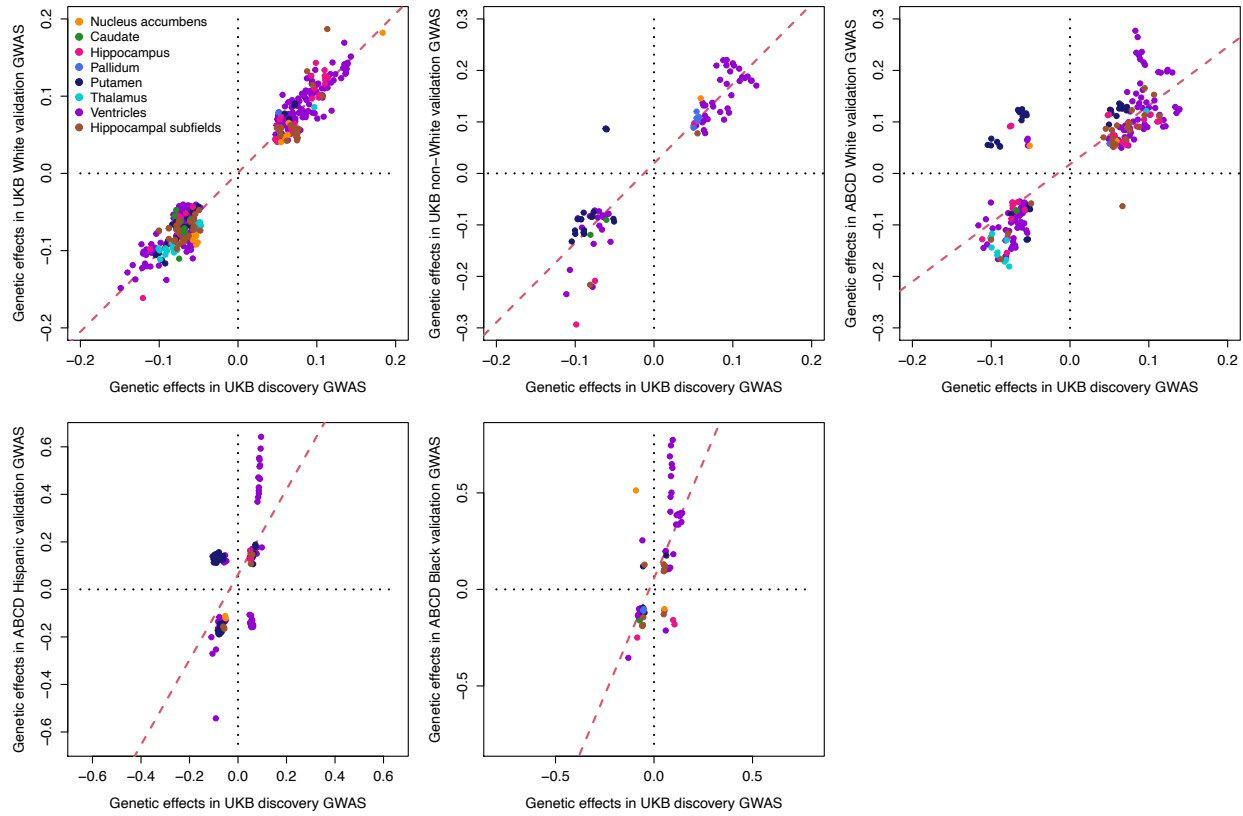 Nucleus accumbens
Caudate
Hippocampus
Pallidum
Putamen
Thalamus
Ventricles
Hippocampal subfields
Genetic effects in UKB White validation GWAS
0.2
0.1
0.0
−0.1
−0.2
−0.2 −0.1 0.0 0.1 0.2
Genetic effects in UKB discovery GWAS
Genetic effects in UKB non−White validation GWAS
0.3
0.2
0.1
0.0
−0.1
−0.2
−0.3
−0.2 −0.1 0.0 0.1 0.2
Genetic effects in UKB discovery GWAS
Genetic effects in ABCD White validation GWAS
0.3
0.2
0.1
0.0
−0.1
−0.2
−0.3
−0.2 −0.1 0.0 0.1 0.2
Genetic effects in UKB discovery GWAS
Genetic effects in ABCD Hispanic validation GWAS
0.6
0.4
0.2
0.0
−0.2
−0.4
−0.6
−0.6 −0.4 −0.2 0.0 0.2 0.4 0.6
Genetic effects in UKB discovery GWAS
Genetic effects in ABCD Black validation GWAS
0.5
0.0
−0.5
−0.5 0.0 0.5
Genetic effects in UKB discovery GWAS